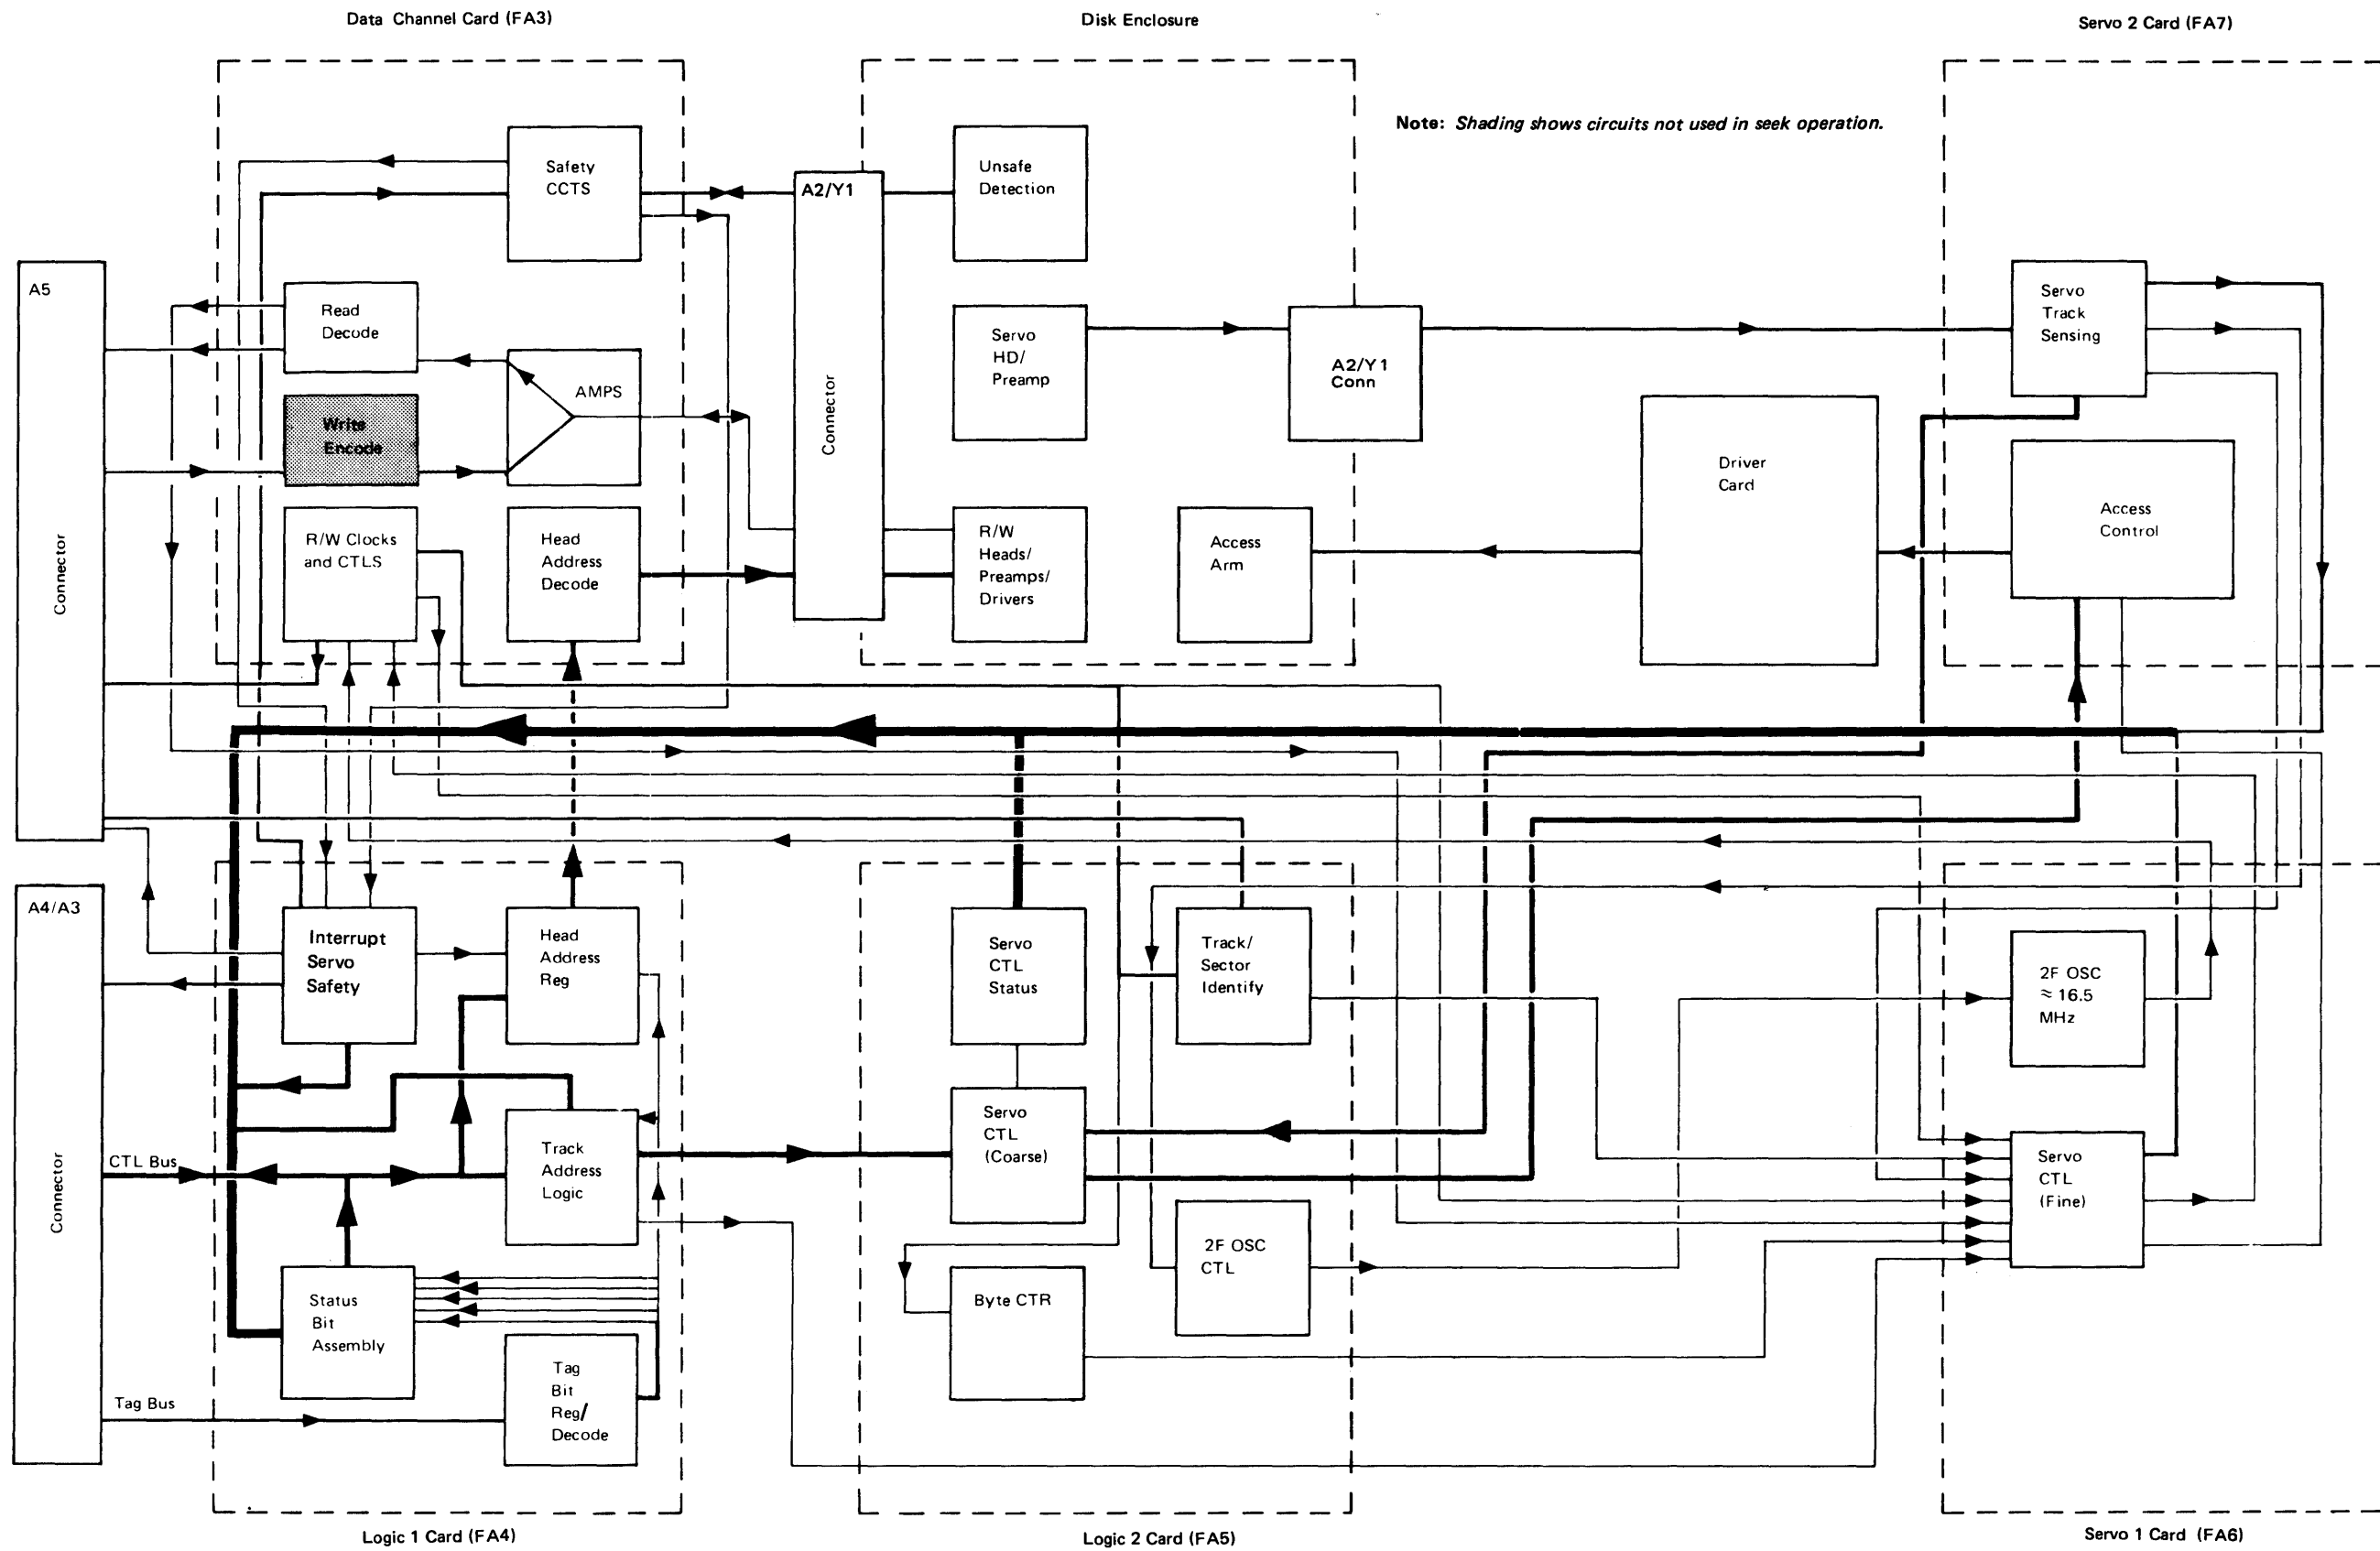 Data Channel Card (FA3)
Disk Enclosure
Servo 2 Card (FA7)
Note: Shading shows circuits not used in seek operation.
Safety
CCTS
A2/Y1
Connector
Unsafe
Detection
A5
Connector
Read
Decode
AMPS
Write
Encode
Servo
HD/
Preamp
A2/Y1
Conn
Servo
Track
Sensing
Driver
Card
Access
Control
R/W Clocks
and CTLS
Head
Address
Decode
R/W
Heads/
Preamps/
Drivers
Access
Arm
A4/A3
Connector
Interrupt
Servo
Safety
Head
Address
Reg
Servo
CTL
Status
Track/
Sector
Identify
2F OSC
≈ 16.5
MHz
CTL Bus
Track
Address
Logic
Servo
CTL
(Coarse)
Servo
CTL
(Fine)
2F OSC
CTL
Status
Bit
Assembly
Byte CTR
Tag Bus
Tag
Bit
Reg/
Decode
Logic 1 Card (FA4)
Logic 2 Card (FA5)
Servo 1 Card (FA6)